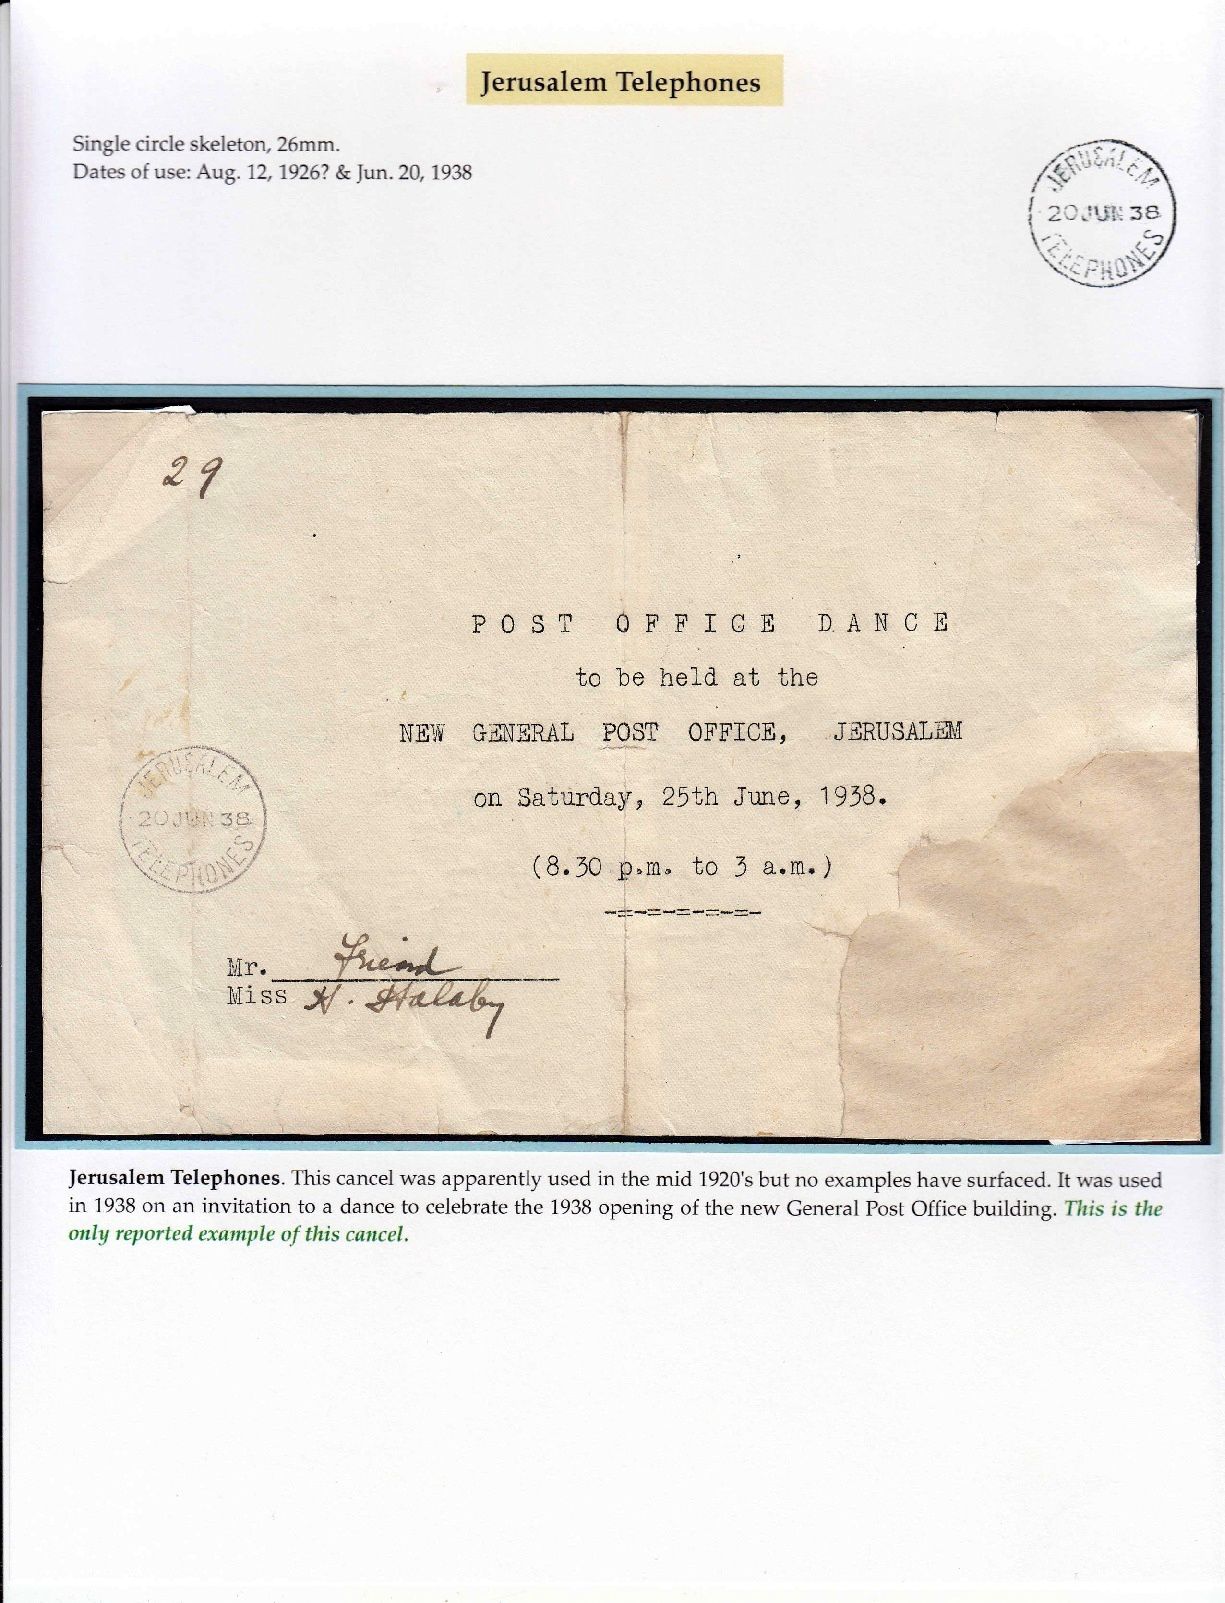 Jerusalem Telephones
Single circle skeleton, 26mm.
Dates of use: Aug. 12, 1926? & Jun. 20, 1938
JERUSALEM
20 JUN 38
TELEPHONES
29
POST OFFICE DANCE
to be held at the
NEW GENERAL POST OFFICE, JERUSALEM
on Saturday, 25th June, 1938.
(8.30 p.m. to 3 a.m.)
JERUSALEM
20 JUN 38
TELEPHONES
Mr. friend
Miss H. Halaby
Jerusalem Telephones. This cancel was apparently used in the mid 1920's but no examples have surfaced. It was used
in 1938 on an invitation to a dance to celebrate the 1938 opening of the new General Post Office building. This is the
only reported example of this cancel.